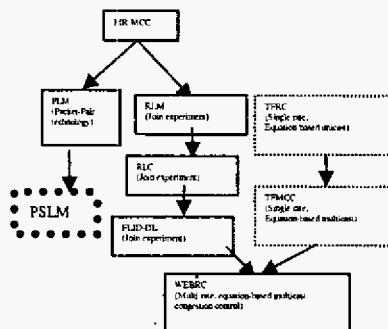 HR-MCC
PLM
(Packet-Pair
technology)
RLM
(Join experiment)
TFRC
(Single rate,
Equation based unicast)
RLC
(Join experiment)
PSLM
TFMCC
(Single rate,
Equation-based multicast)
FLID-DL
(Join experiment)
WEBRC
(Multi rate, equation-based multicast
congestion control)